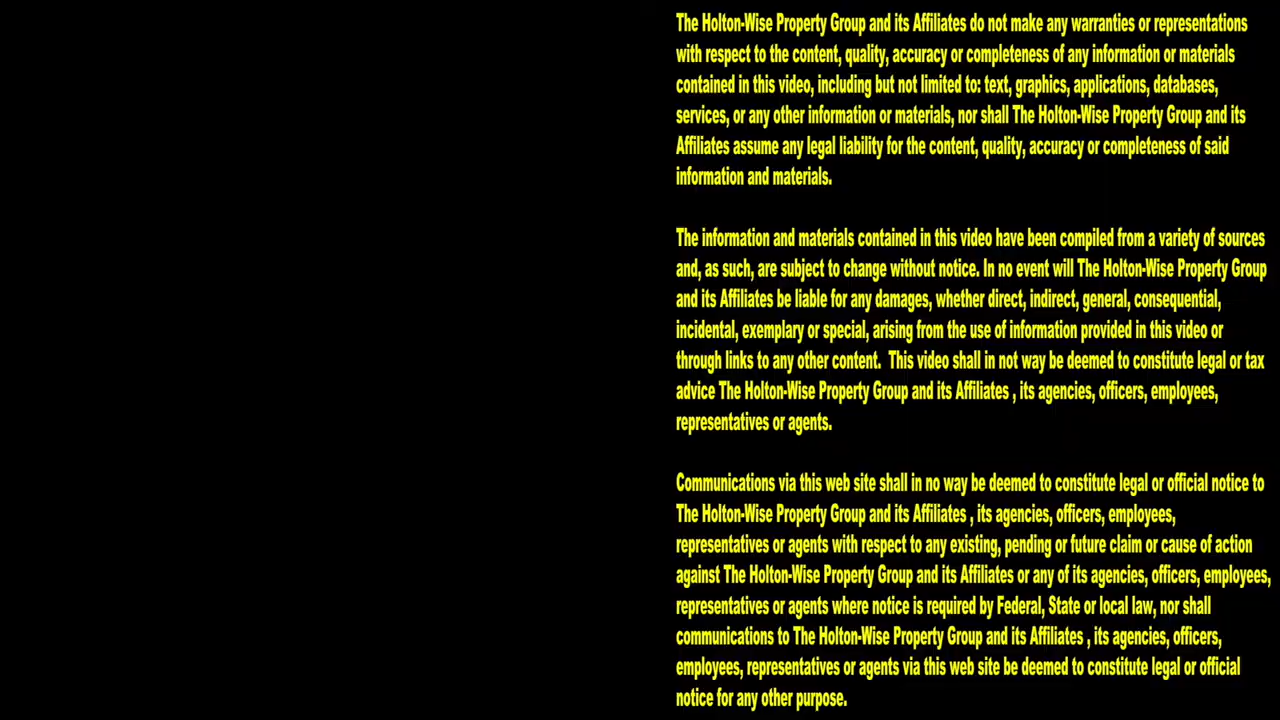 The Holton-Wise Property Group and its Affiliates do not make any warranties or representations
with respect to the content, quality, accuracy or completeness of any information or materials
contained in this video, including but not limited to: text, graphics, applications, databases,
services, or any other information or materials, nor shall The Holton-Wise Property Group and its
Affiliates assume any legal liability for the content, quality, accuracy or completeness of said
information and materials.
The information and materials contained in this video have been compiled from a variety of sources
and, as such, are subject to change without notice. In no event will The Holton-Wise Property Group
and its Affiliates be liable for any damages, whether direct, indirect, general, consequential,
incidental, exemplary or special, arising from the use of information provided in this video or
through links to any other content.  This video shall in not way be deemed to constitute legal or tax
advice The Holton-Wise Property Group and its Affiliates , its agencies, officers, employees,
representatives or agents.
Communications via this web site shall in no way be deemed to constitute legal or official notice to
The Holton-Wise Property Group and its Affiliates , its agencies, officers, employees,
representatives or agents with respect to any existing, pending or future claim or cause of action
against The Holton-Wise Property Group and its Affiliates or any of its agencies, officers, employees,
representatives or agents where notice is required by Federal, State or local law, nor shall
communications to The Holton-Wise Property Group and its Affiliates , its agencies, officers,
employees, representatives or agents via this web site be deemed to constitute legal or official
notice for any other purpose.